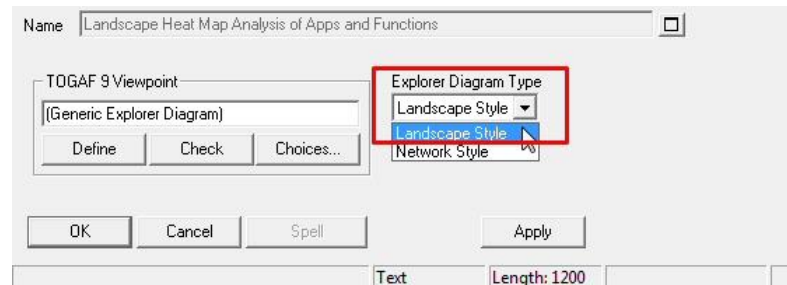 Name Landscape Heat Map Analysis of Apps and Functions
TOGAF 9 Viewpoint
(Generic Explorer Diagram)
Define Check Choices...
Explorer Diagram Type
Landscape Style
Landscape Style
Network Style
OK Cancel Spell Apply
Text Length: 1200